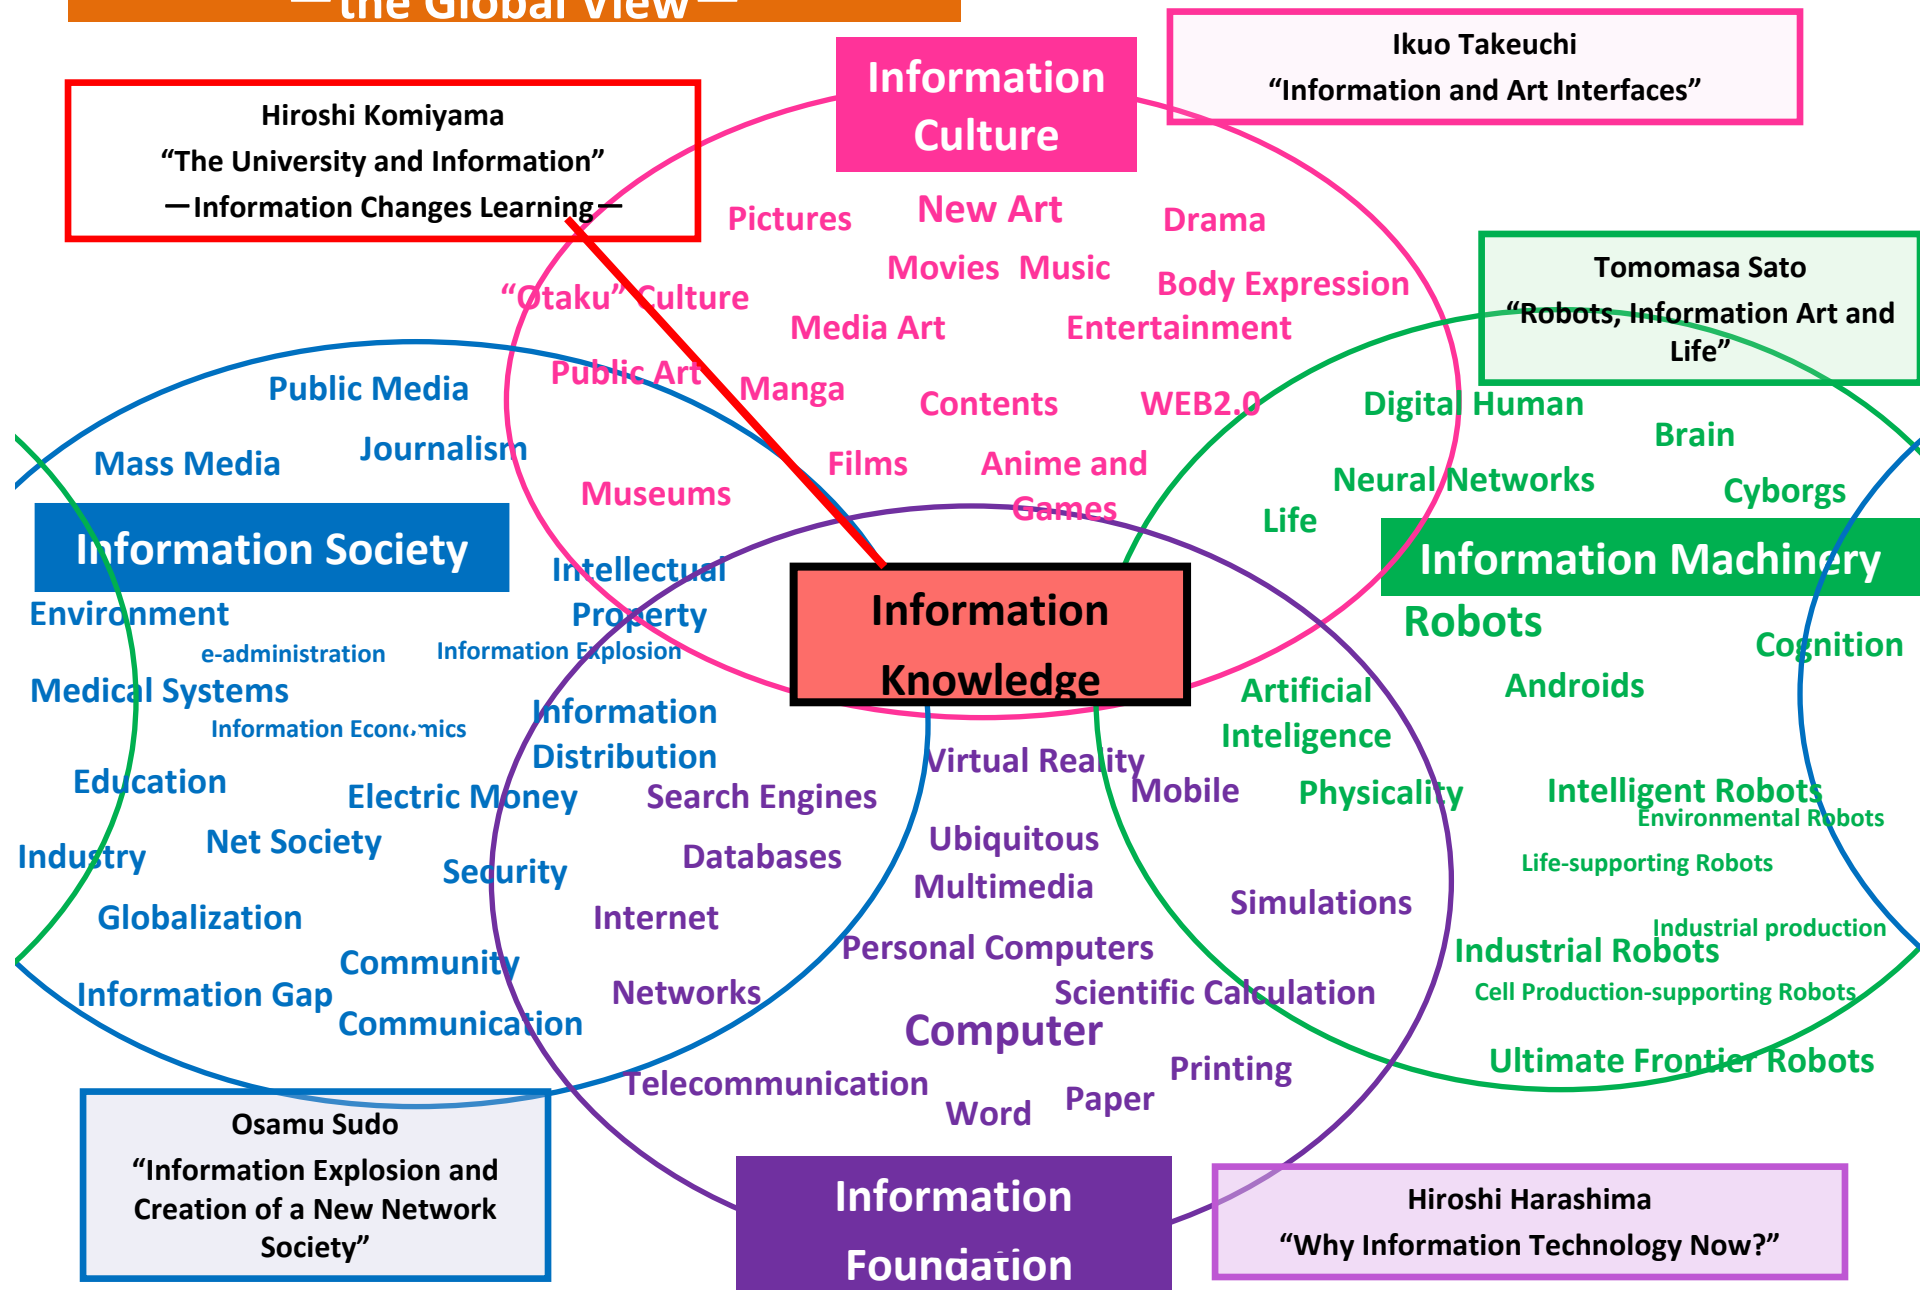 —the Global View—
Information
Culture
Ikuo Takeuchi
“Information and Art Interfaces”
Hiroshi Komiyama
“The University and Information”
—Information Changes Learning—
Pictures
New Art
Drama
Movies Music
Body Expression
“Otaku” Culture
Media Art
Entertainment
Tomomasa Sato
“Robots, Information Art and
Life”
Public Media
Public Art
Manga
Contents
WEB2.0
Digital Human
Brain
Mass Media
Journalism
Films
Anime and
Games
Neural Networks
Cyborgs
Museums
Life
Information Society
Information Machinery
Intellectual
Property
Information
Knowledge
Environment
Robots
Cognition
e-administration
Information Explosion
Medical Systems
Artificial
Inteligence
Androids
Information Economics
Information
Distribution
Virtual Reality
Education
Electric Money
Search Engines
Mobile
Physicality
Intelligent Robots
Environmental Robots
Net Society
Ubiquitous
Industry
Security
Databases
Multimedia
Life-supporting Robots
Simulations
Globalization
Internet
Industrial production
Personal Computers
Industrial Robots
Community
Information Gap
Networks
Scientific Calculation
Cell Production-supporting Robots
Communication
Computer
Ultimate Frontier Robots
Telecommunication
Printing
Word
Paper
Osamu Sudo
“Information Explosion and
Creation of a New Network
Society”
Information
Foundation
Hiroshi Harashima
“Why Information Technology Now?”